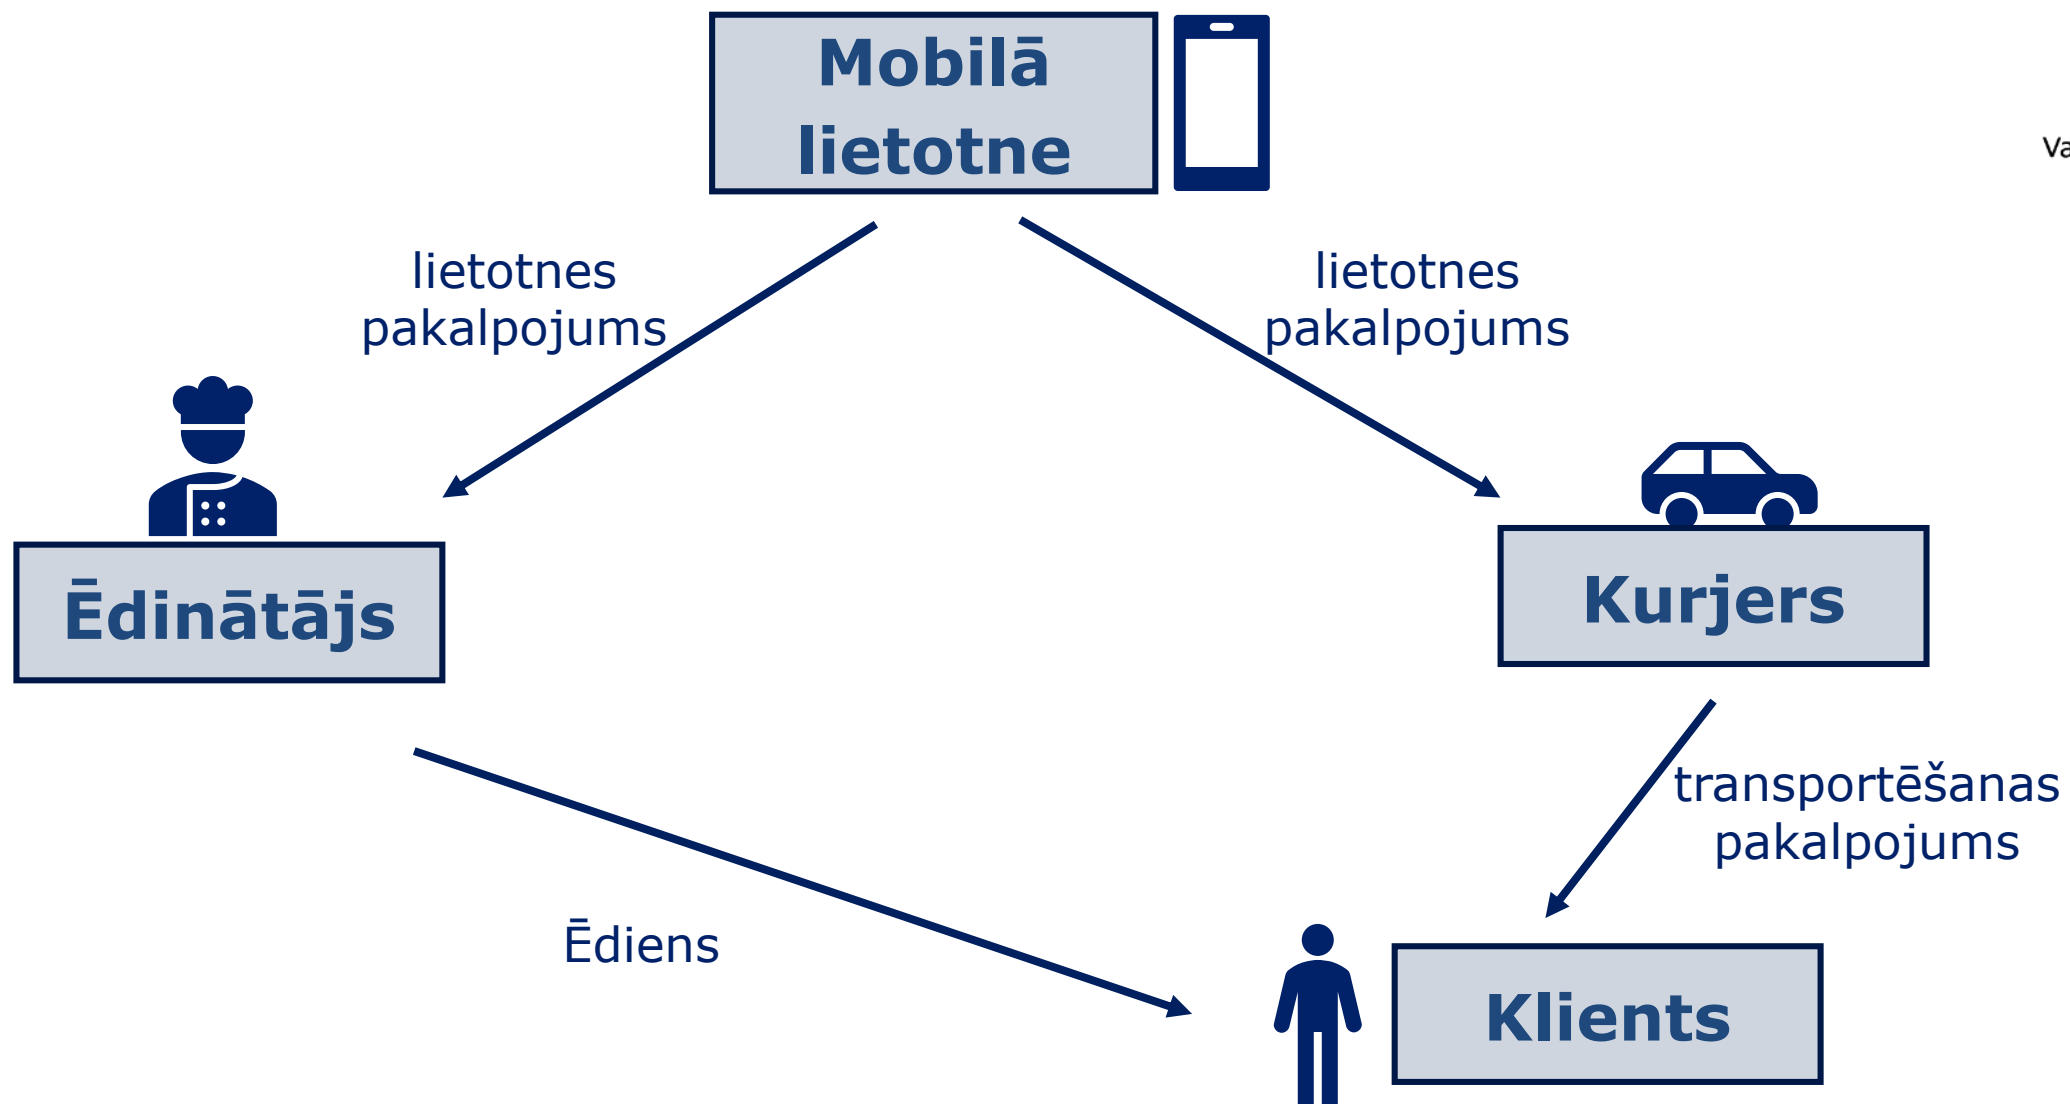 Mobilā
lietotne
lietotnes
pakalpojums
lietotnes
pakalpojums
Ēdinātājs
Kurjers
transportēšanas
pakalpojums
Ēdiens
Klients